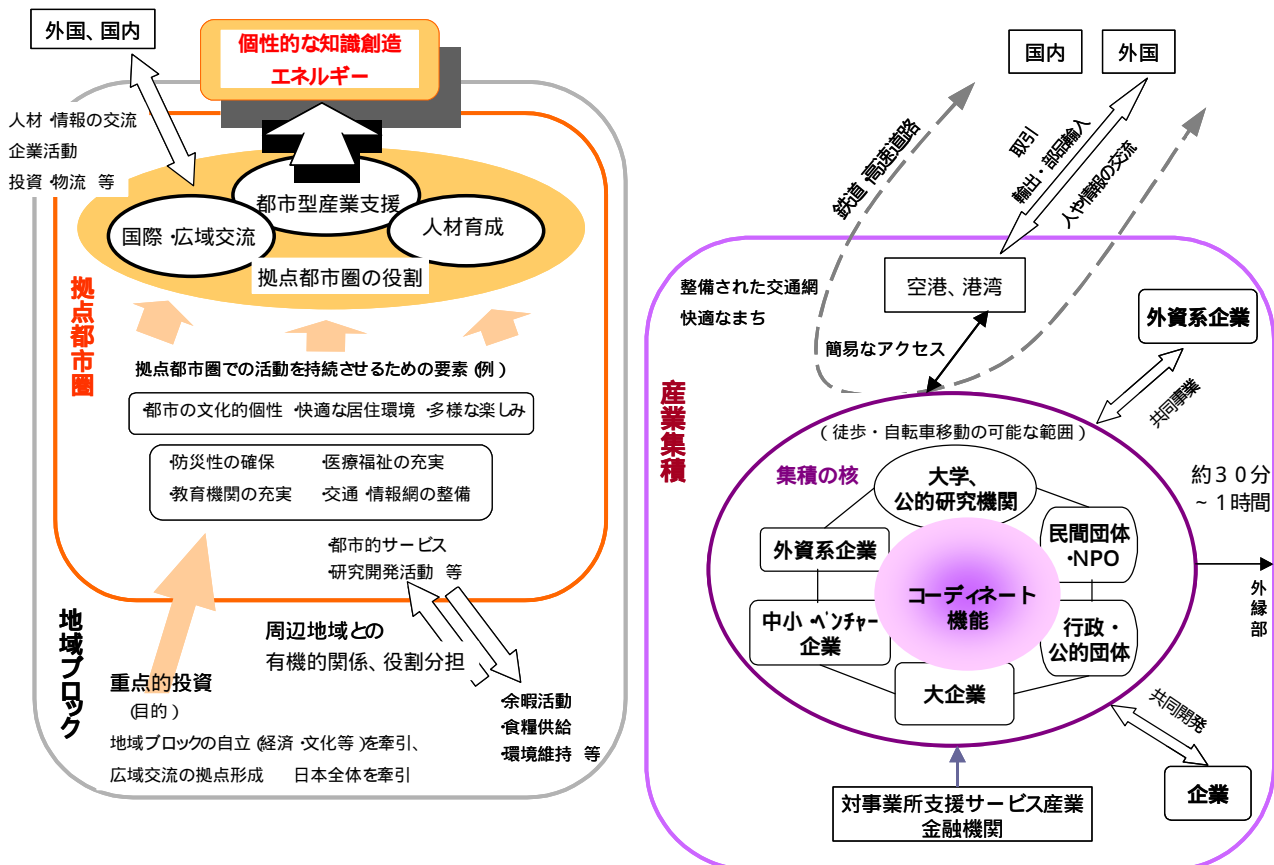 外国、国内
個性的な知識創造
エネルギー
人材・情報の交流
企業活動
投資・物流 等
都市型産業支援
国際・広域交流
人材育成
拠点都市圏の役割
拠点都市圏
拠点都市圏での活動を持続させるための要素(例)
・都市の文化的個性 ・快適な居住環境 ・多様な楽しみ
・防災性の確保 ・医療福祉の充実
・教育機関の充実 ・交通・情報網の整備
・都市的サービス
・研究開発活動 等
地域ブロック
周辺地域との
有機的関係、役割分担
重点的投資
(目的)
地域ブロックの自立(経済・文化等)を牽引、
広域交流の拠点形成 日本全体を牽引
・余暇活動
・食糧供給
・環境維持 等
国内
外国
鉄道・高速道路
取引
輸出・部品輸入
人や情報の交流
整備された交通網
快適なまち
空港、港湾
簡易なアクセス
外資系企業
共同事業
産業集積
(徒歩・自転車移動の可能な範囲)
集積の核
大学、
公的研究機関
外資系企業
民間団体
・NPO
コーディネート
機能
中小・ベンチャー
企業
行政・
公的団体
大企業
約30分
~1時間
外縁部
共同開発
企業
対事業所支援サービス産業
金融機関